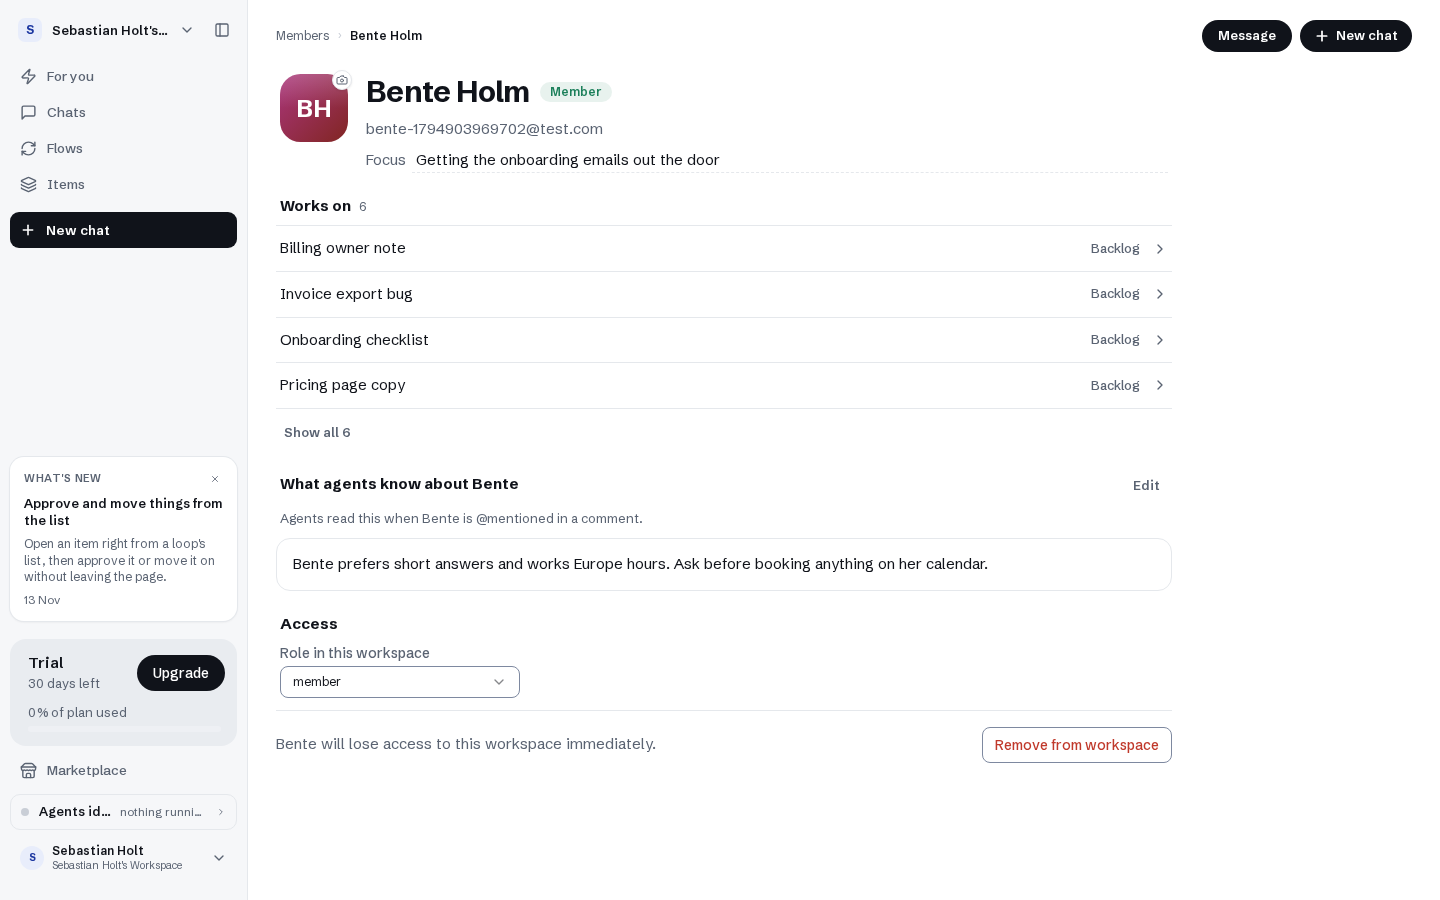 S Sebastian Holt's...
For you
Chats
Flows
Items
New chat
WHAT'S NEW
Approve and move things from
the list
Open an item right from a loop's
list, then approve it or move it on
without leaving the page.
13 Nov
Trial
30 days left
Upgrade
0% of plan used
Marketplace
Agents id... nothing runni...
S Sebastian Holt
Sebastian Holt's Workspace
Members › Bente Holm
Message
New chat
BH
Bente Holm Member
bente-1794903969702@test.com
Focus Getting the onboarding emails out the door
Works on 6
Billing owner note Backlog
Invoice export bug Backlog
Onboarding checklist Backlog
Pricing page copy Backlog
Show all 6
What agents know about Bente Edit
Agents read this when Bente is @mentioned in a comment.
Bente prefers short answers and works Europe hours. Ask before booking anything on her calendar.
Access
Role in this workspace
member
Bente will lose access to this workspace immediately. Remove from workspace